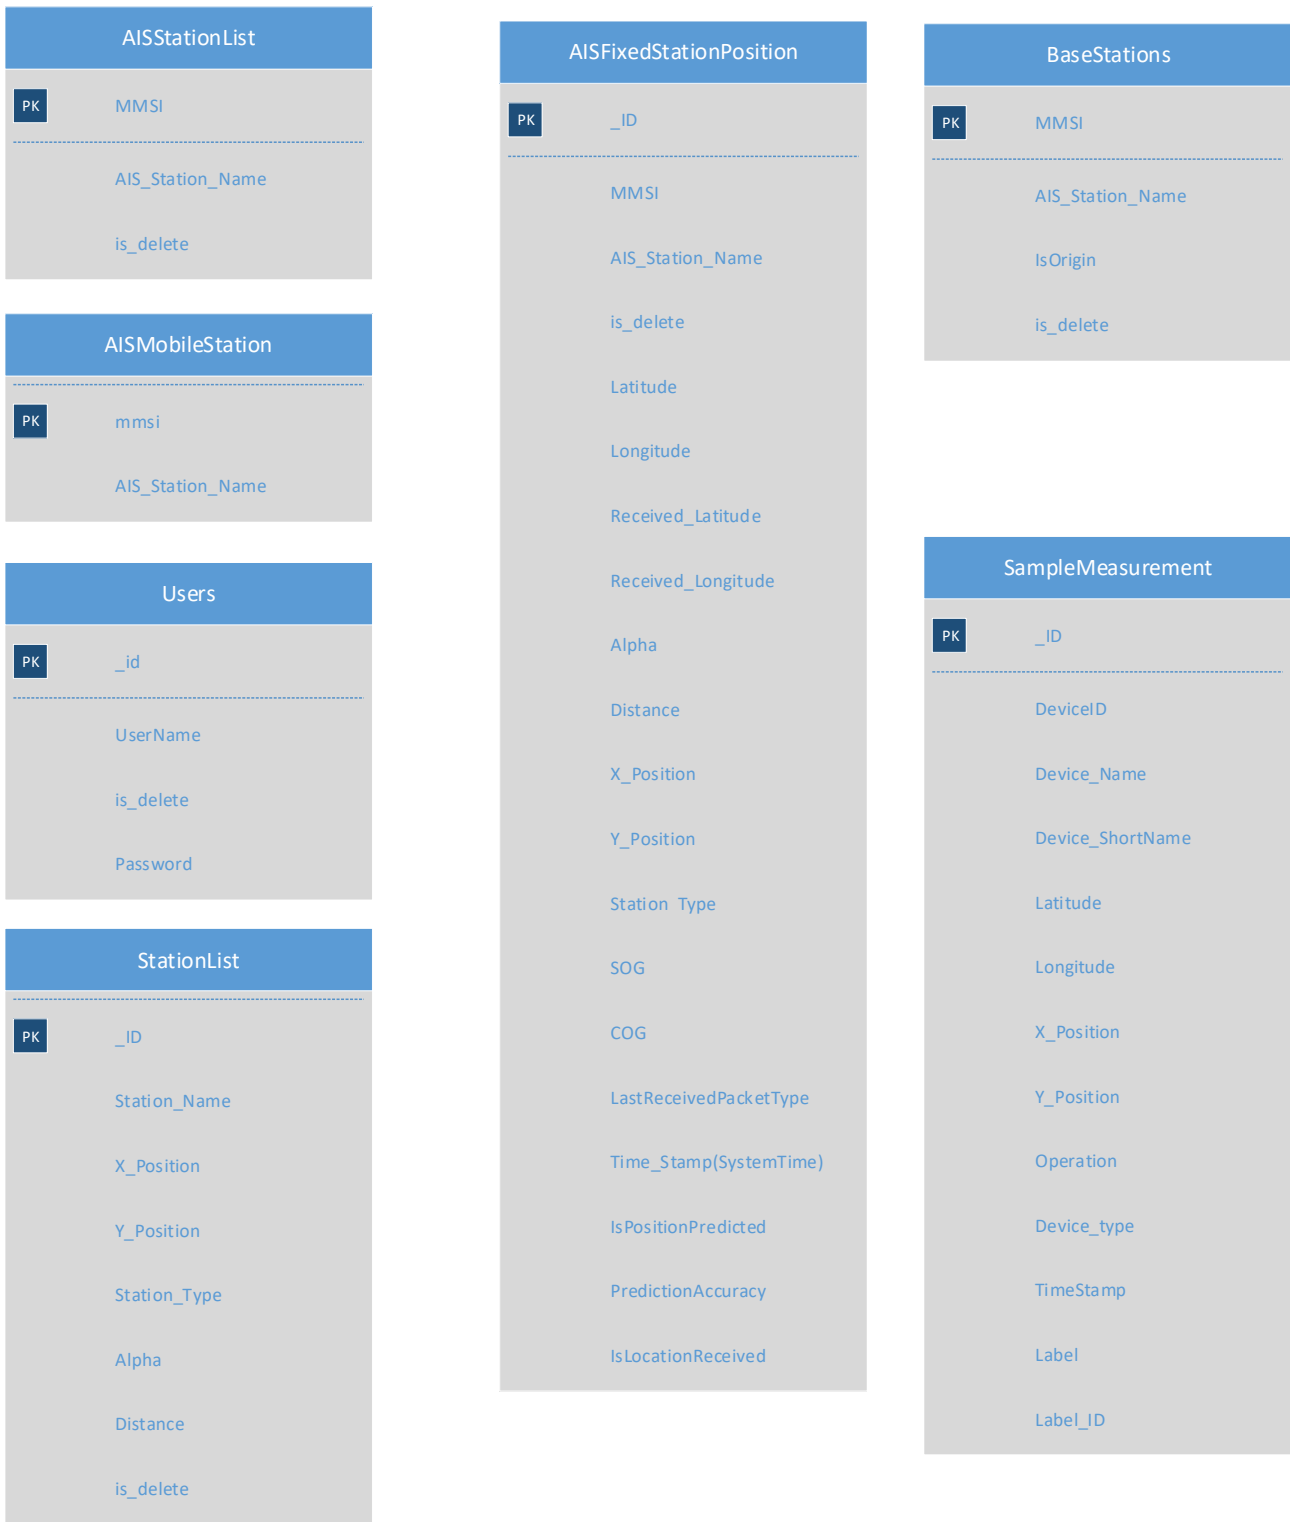 AISStationList
PK MMSI
AIS_Station_Name
is_delete
AISMobileStation
PK mmsi
AIS_Station_Name
Users
PK _id
UserName
is_delete
Password
StationList
PK _ID
Station_Name
X_Position
Y_Position
Station_Type
Alpha
Distance
is_delete
AISFixedStationPosition
PK _ID
MMSI
AIS_Station_Name
is_delete
Latitude
Longitude
Received_Latitude
Received_Longitude
Alpha
Distance
X_Position
Y_Position
Station Type
SOG
COG
LastReceivedPacketType
Time_Stamp(SystemTime)
IsPositionPredicted
PredictionAccuracy
IsLocationReceived
BaseStations
PK MMSI
AIS_Station_Name
IsOrigin
is_delete
SampleMeasurement
PK _ID
DeviceID
Device_Name
Device_ShortName
Latitude
Longitude
X_Position
Y_Position
Operation
Device_type
TimeStamp
Label
Label_ID